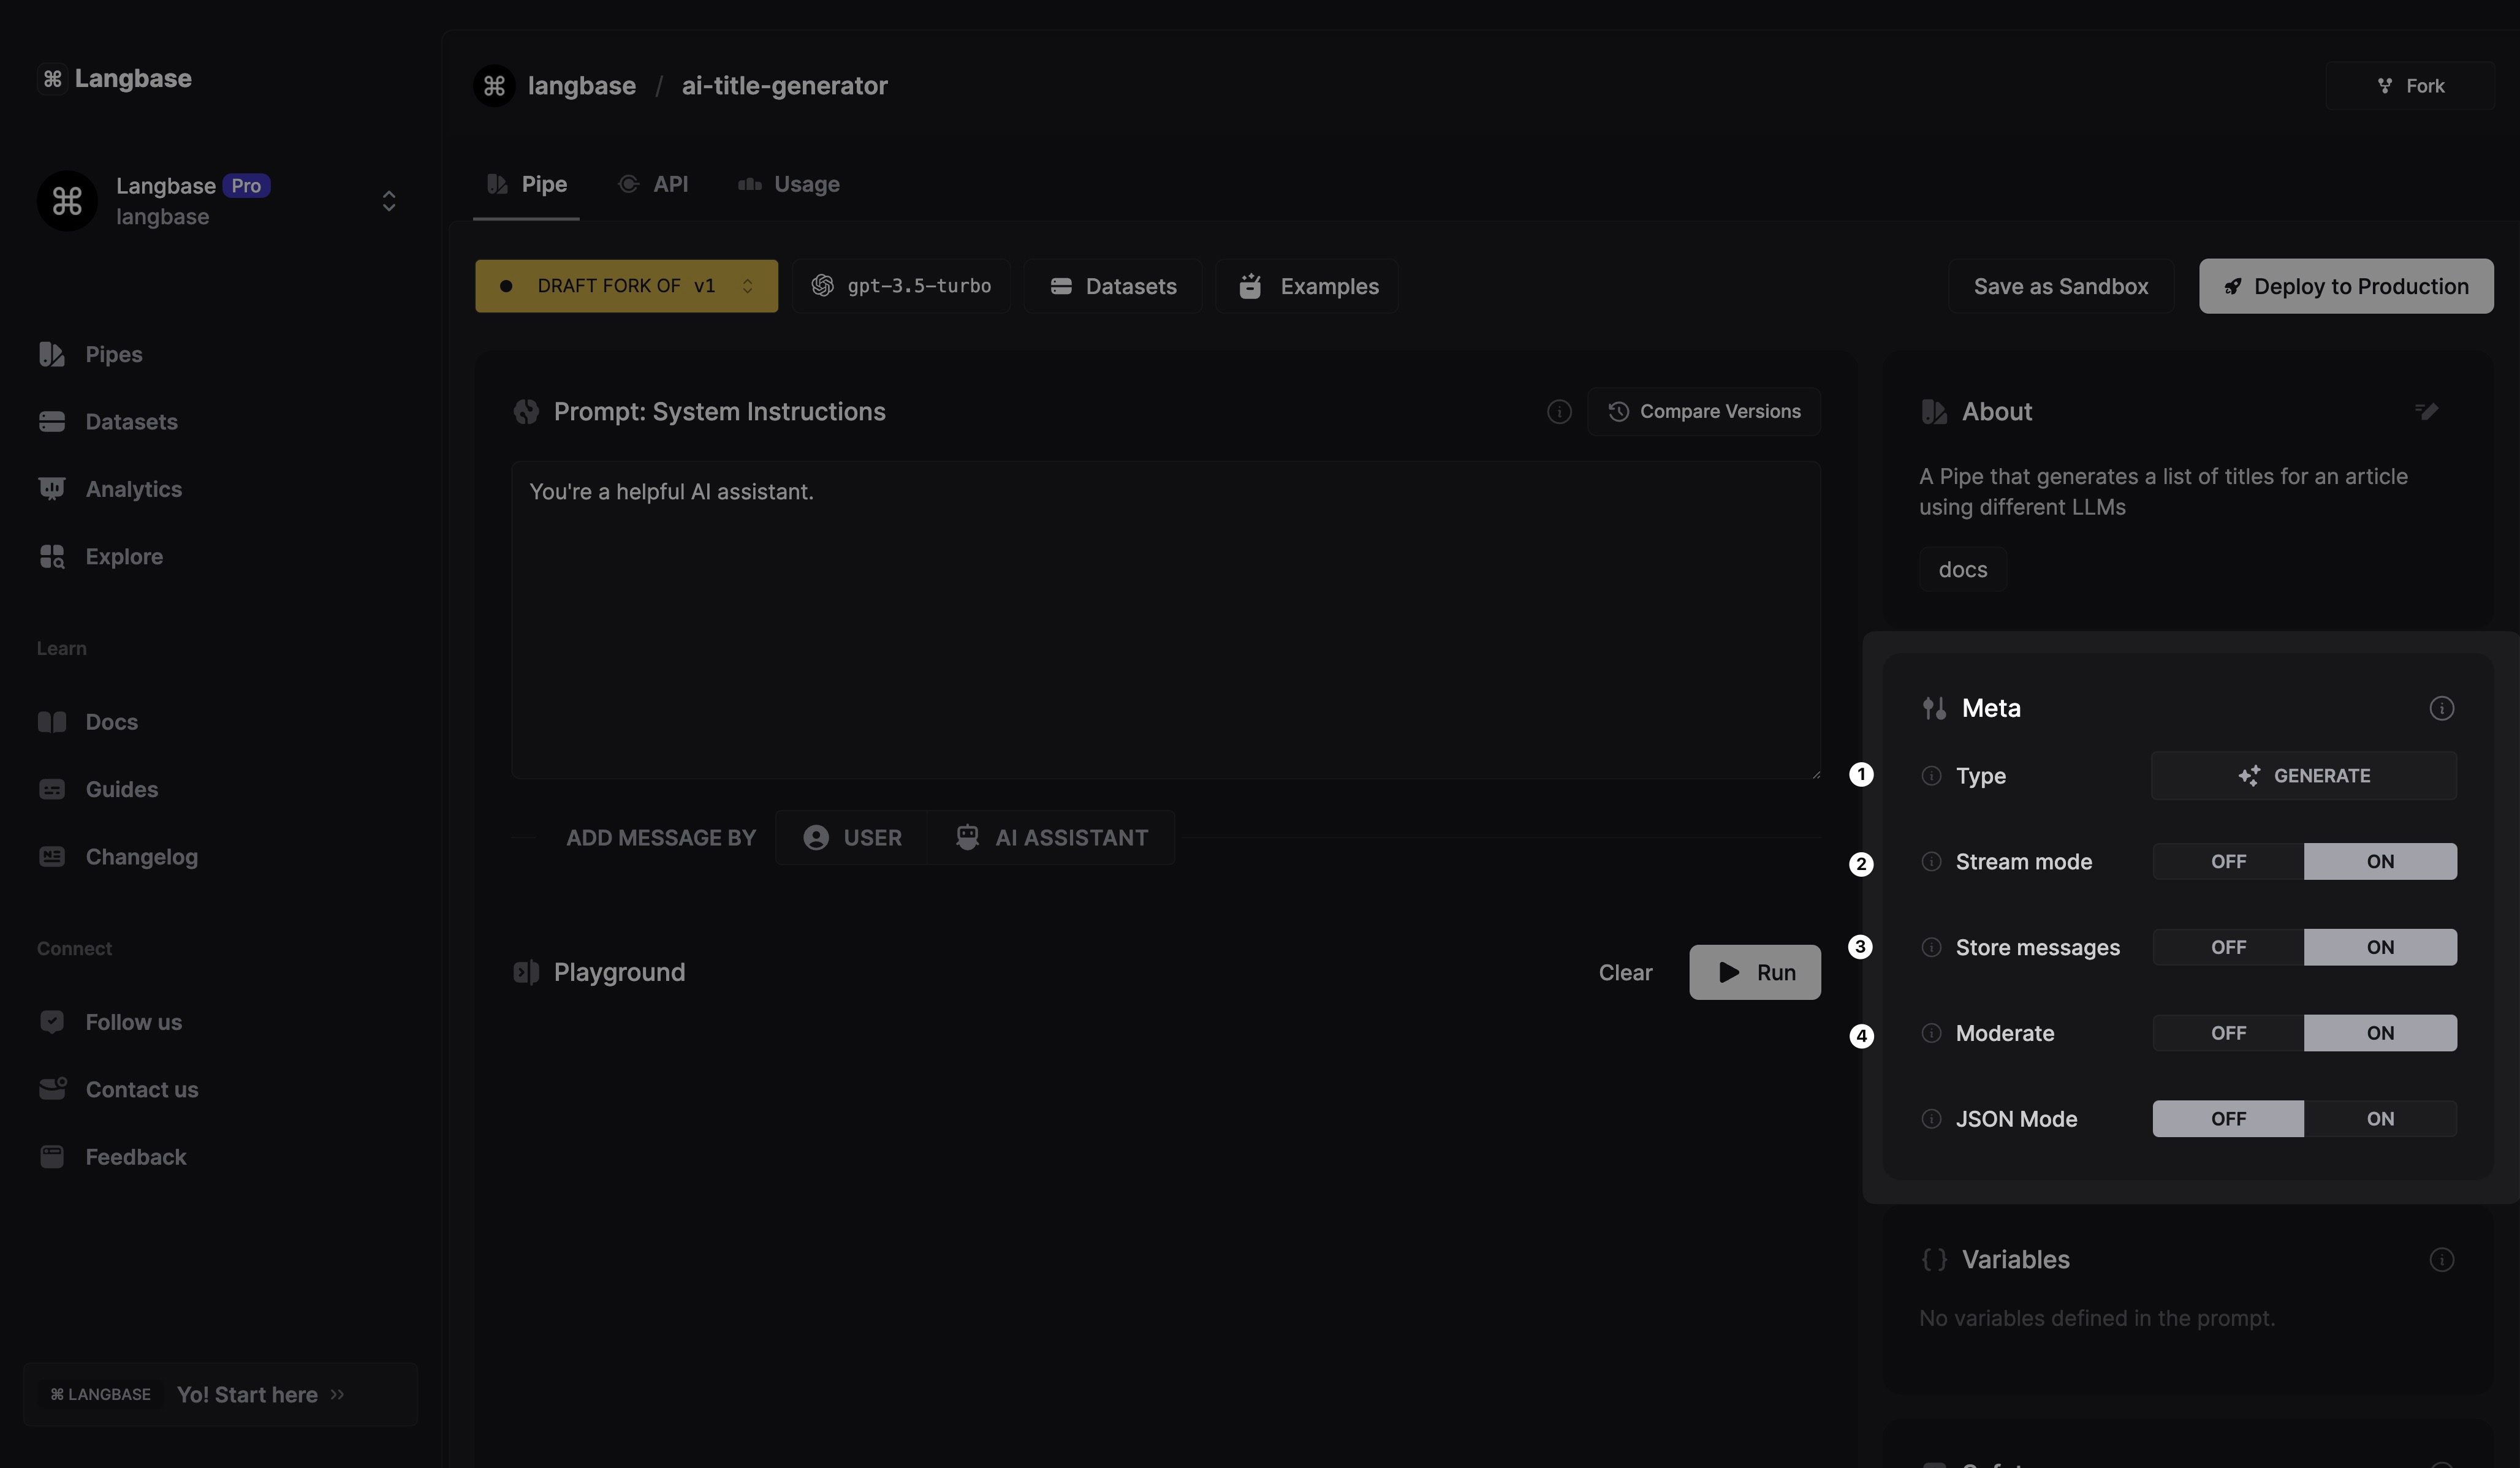 Langbase
langbase / ai-title-generator
Fork
Langbase Pro
langbase
Pipe
API
Usage
DRAFT FORK OF v1
gpt-3.5-turbo
Datasets
Examples
Save as Sandbox
Deploy to Production
Pipes
Datasets
Analytics
Explore
Learn
Docs
Guides
Changelog
Connect
Follow us
Contact us
Feedback
LANGBASE
Yo! Start here
Prompt: System Instructions
Compare Versions
You're a helpful AI assistant.
ADD MESSAGE BY
USER
AI ASSISTANT
Playground
Clear
Run
About
A Pipe that generates a list of titles for an article
using different LLMs
docs
Meta
1 Type GENERATE
2 Stream mode OFF ON
3 Store messages OFF ON
4 Moderate OFF ON
JSON Mode OFF ON
Variables
No variables defined in the prompt.